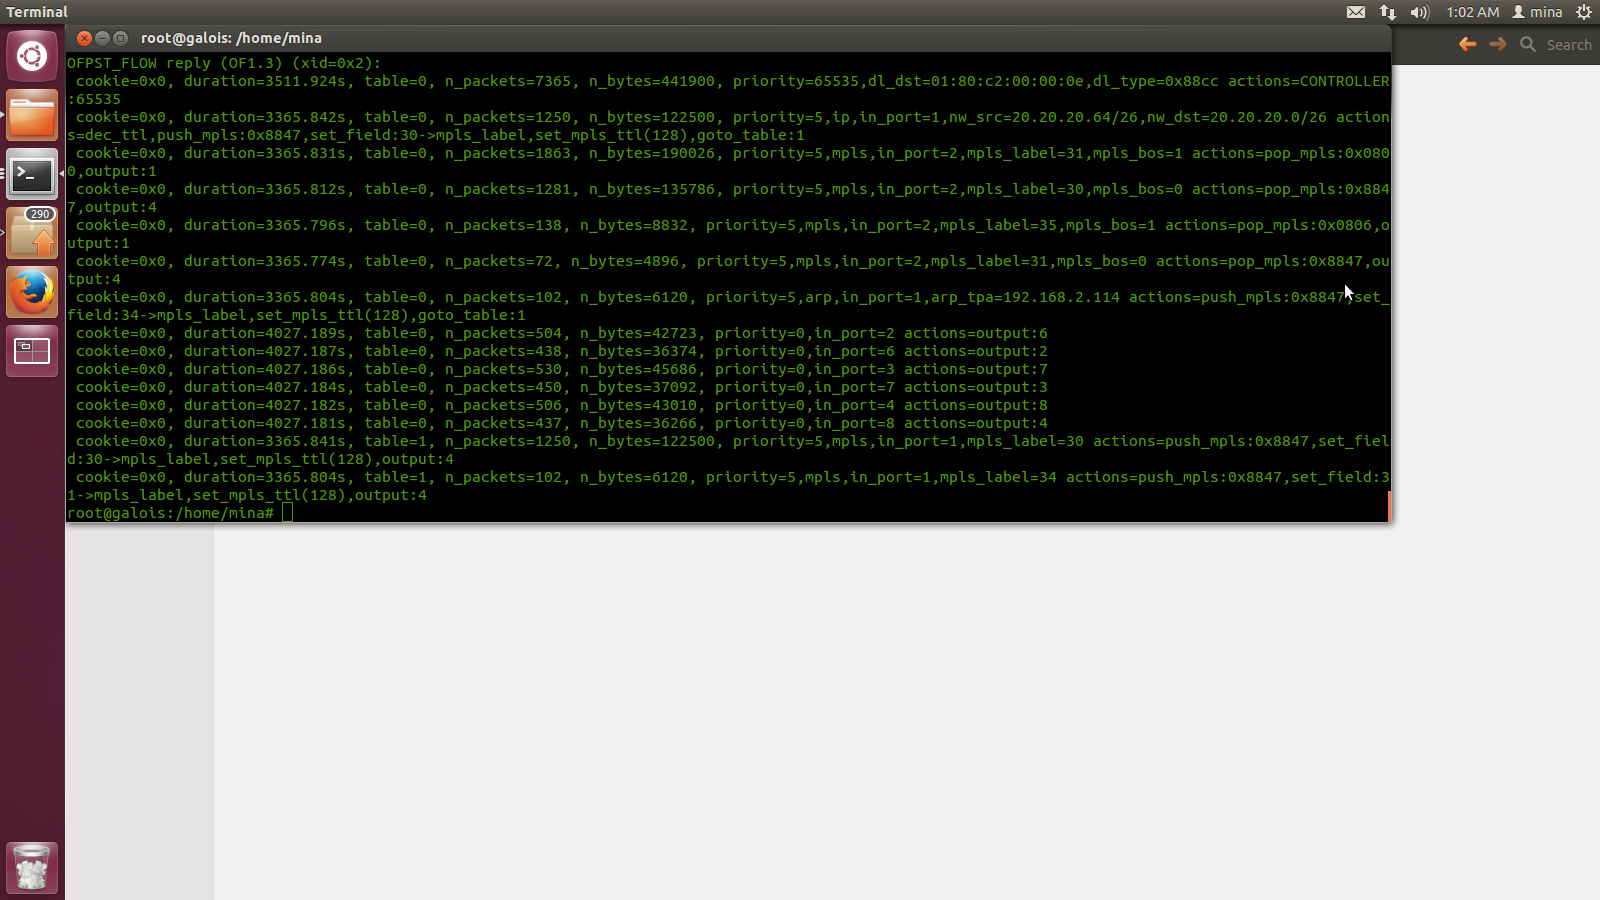 Terminal
1:02 AM mina
root@galois: /home/mina
Search
OFPST_FLOW reply (OF1.3) (xid=0x2):
cookie=0x0, duration=3511.924s, table=0, n_packets=7365, n_bytes=441900, priority=65535,dl_dst=01:80:c2:00:00:0e,dl_type=0x88cc actions=CONTROLLER
:65535
cookie=0x0, duration=3365.842s, table=0, n_packets=1250, n_bytes=122500, priority=5,ip,in_port=1,nw_src=20.20.20.64/26,nw_dst=20.20.20.0/26 action
s=dec_ttl,push_mpls:0x8847,set_field:30->mpls_label,set_mpls_ttl(128),goto_table:1
cookie=0x0, duration=3365.831s, table=0, n_packets=1863, n_bytes=190026, priority=5,mpls,in_port=2,mpls_label=31,mpls_bos=1 actions=pop_mpls:0x080
0,output:1
cookie=0x0, duration=3365.812s, table=0, n_packets=1281, n_bytes=135786, priority=5,mpls,in_port=2,mpls_label=30,mpls_bos=0 actions=pop_mpls:0x884
7,output:4
cookie=0x0, duration=3365.796s, table=0, n_packets=138, n_bytes=8832, priority=5,mpls,in_port=2,mpls_label=35,mpls_bos=1 actions=pop_mpls:0x0806,o
utput:1
cookie=0x0, duration=3365.774s, table=0, n_packets=72, n_bytes=4896, priority=5,mpls,in_port=2,mpls_label=31,mpls_bos=0 actions=pop_mpls:0x8847,ou
tput:4
cookie=0x0, duration=3365.804s, table=0, n_packets=102, n_bytes=6120, priority=5,arp,in_port=1,arp_tpa=192.168.2.114 actions=push_mpls:0x8847,set_
field:34->mpls_label,set_mpls_ttl(128),goto_table:1
cookie=0x0, duration=4027.189s, table=0, n_packets=504, n_bytes=42723, priority=0,in_port=2 actions=output:6
cookie=0x0, duration=4027.187s, table=0, n_packets=438, n_bytes=36374, priority=0,in_port=6 actions=output:2
cookie=0x0, duration=4027.186s, table=0, n_packets=530, n_bytes=45686, priority=0,in_port=3 actions=output:7
cookie=0x0, duration=4027.184s, table=0, n_packets=450, n_bytes=37092, priority=0,in_port=7 actions=output:3
cookie=0x0, duration=4027.182s, table=0, n_packets=506, n_bytes=43010, priority=0,in_port=4 actions=output:8
cookie=0x0, duration=4027.181s, table=0, n_packets=437, n_bytes=36266, priority=0,in_port=8 actions=output:4
cookie=0x0, duration=3365.841s, table=1, n_packets=1250, n_bytes=122500, priority=5,mpls,in_port=1,mpls_label=30 actions=push_mpls:0x8847,set_fiel
d:30->mpls_label,set_mpls_ttl(128),output:4
cookie=0x0, duration=3365.804s, table=1, n_packets=102, n_bytes=6120, priority=5,mpls,in_port=1,mpls_label=34 actions=push_mpls:0x8847,set_field:3
1->mpls_label,set_mpls_ttl(128),output:4
root@galois:/home/mina#
290